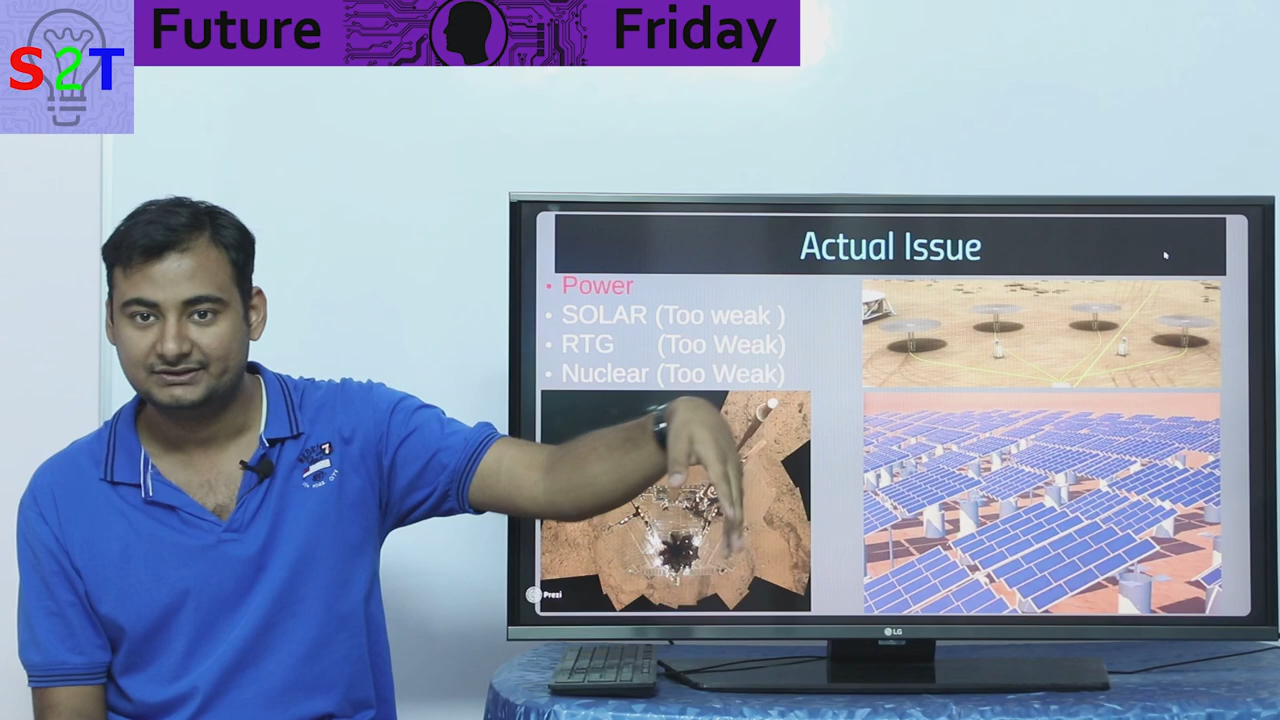 Future Friday
S2T
Actual Issue
• Power
• SOLAR (Too weak )
• RTG (Too Weak)
• Nuclear (Too Weak)
Prezi
LG